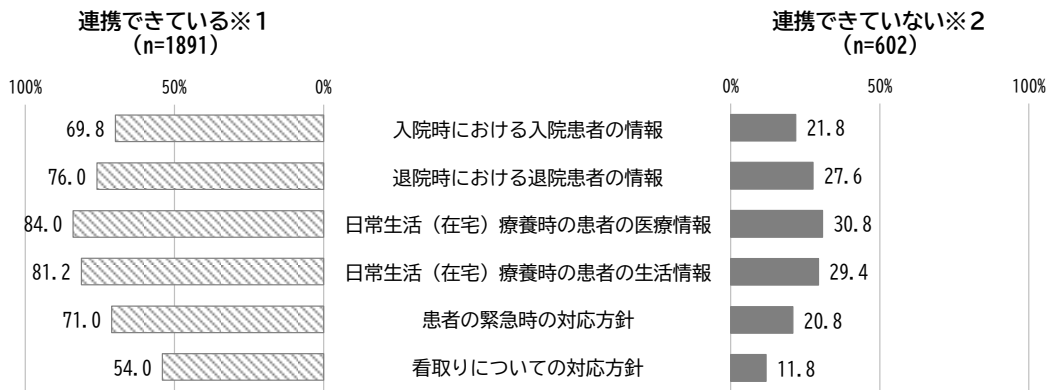 連携できている※１
（n=1891）
連携できていない※２
（n=602）
100%
50%
0%
0%
50%
100%
69.8
入院時における入院患者の情報
21.8
76.0
退院時における退院患者の情報
27.6
84.0
日常生活（在宅）療養時の患者の医療情報
30.8
81.2
日常生活（在宅）療養時の患者の生活情報
29.4
71.0
患者の緊急時の対応方針
20.8
54.0
看取りについての対応方針
11.8